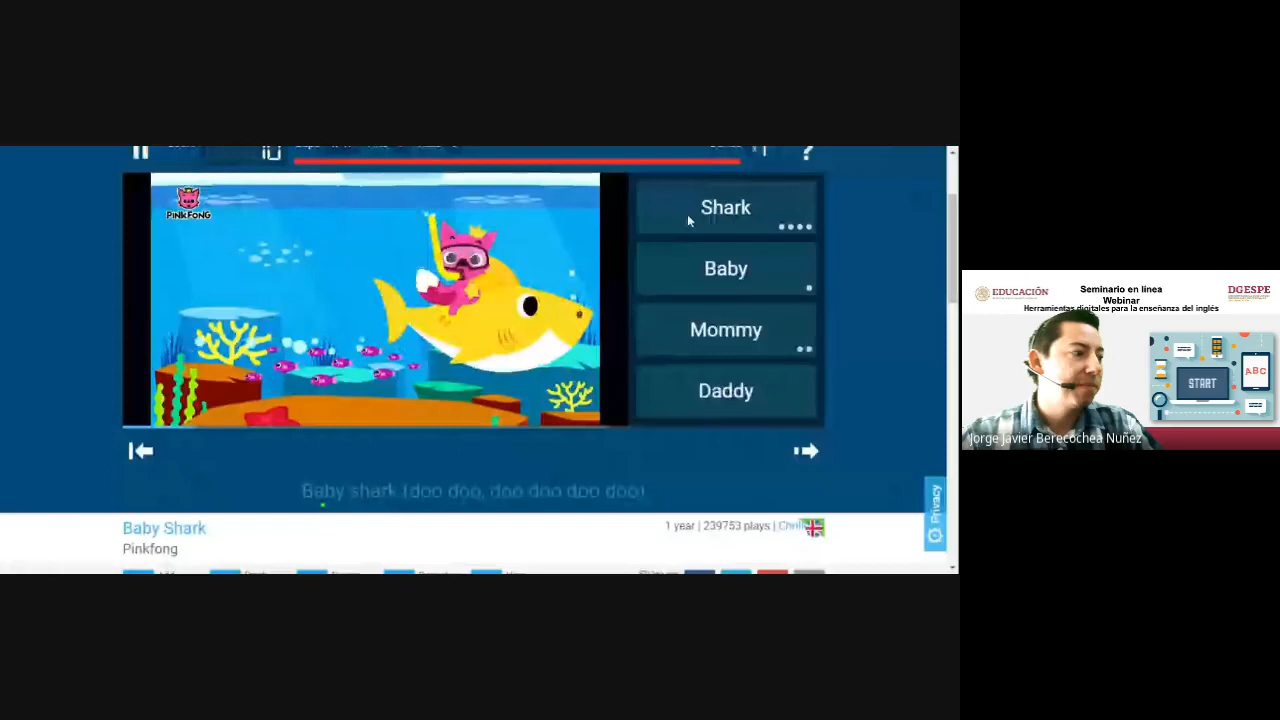 PINKFONG
Shark
Baby
Mommy
Daddy
Baby shark (doo doo, doo doo doo doo)
Privacy
Baby Shark
1 year | 239753 plays |
Pinkfong
EDUCACIÓN
Seminario en línea
Webinar
Herramientas digitales para la enseñanza del inglés
DGESPE
START
ABC
Jorge Javier Berecochea Nuñez